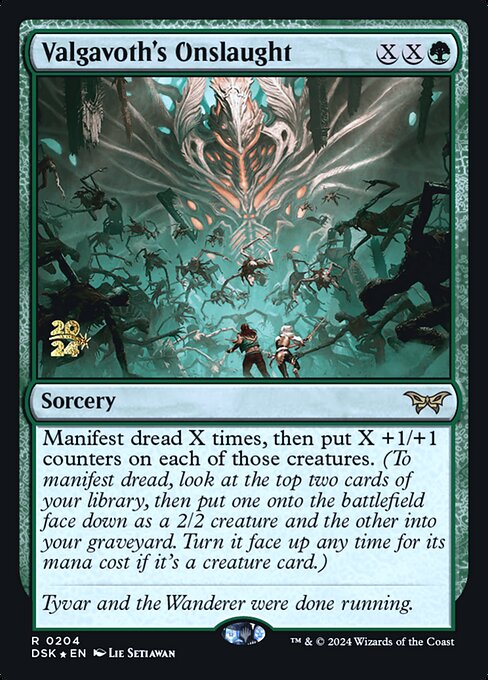 Valgavoth's Onslaught XX
20
24
Sorcery
Manifest dread X times, then put X +1/+1
counters on each of those creatures. (To
manifest dread, look at the top two cards of
your library, then put one onto the battlefield
face down as a 2/2 creature and the other into
your graveyard. Turn it face up any time for its
mana cost if it's a creature card.)
Tyvar and the Wanderer were done running.
R 0204
DSK ★ EN Lie Setiawan
™ & © 2024 Wizards of the Coast